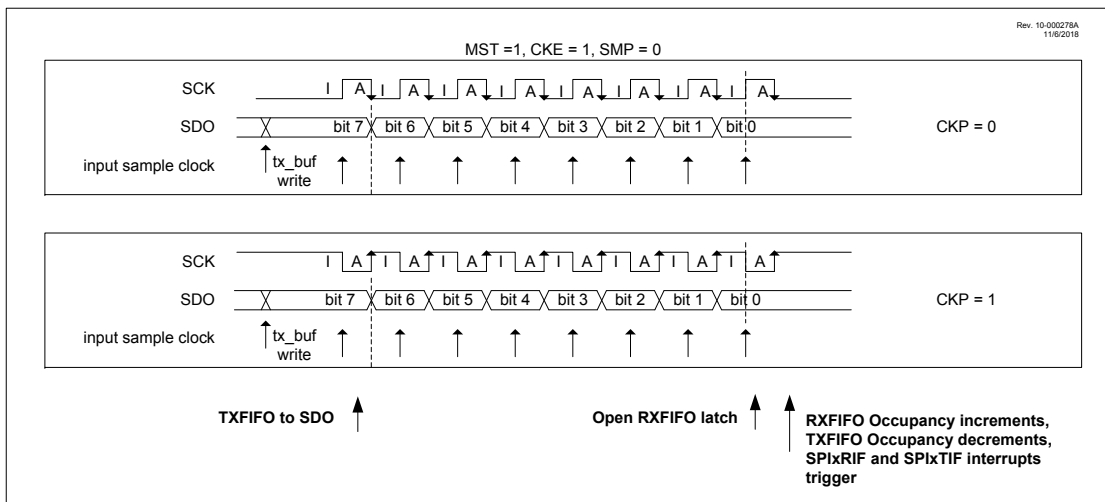 Rev. 10-000278A
11/6/2018
MST =1, CKE = 1, SMP = 0
SCK I A I A I A I A I A I A I A I A
SDO bit 7 bit 6 bit 5 bit 4 bit 3 bit 2 bit 1 bit 0 CKP = 0
input sample clock tx_buf
write
SCK I A I A I A I A I A I A I A I A
SDO bit 7 bit 6 bit 5 bit 4 bit 3 bit 2 bit 1 bit 0 CKP = 1
input sample clock tx_buf
write
TXFIFO to SDO
Open RXFIFO latch
RXFIFO Occupancy increments,
TXFIFO Occupancy decrements,
SPIxRIF and SPIxTIF interrupts
trigger